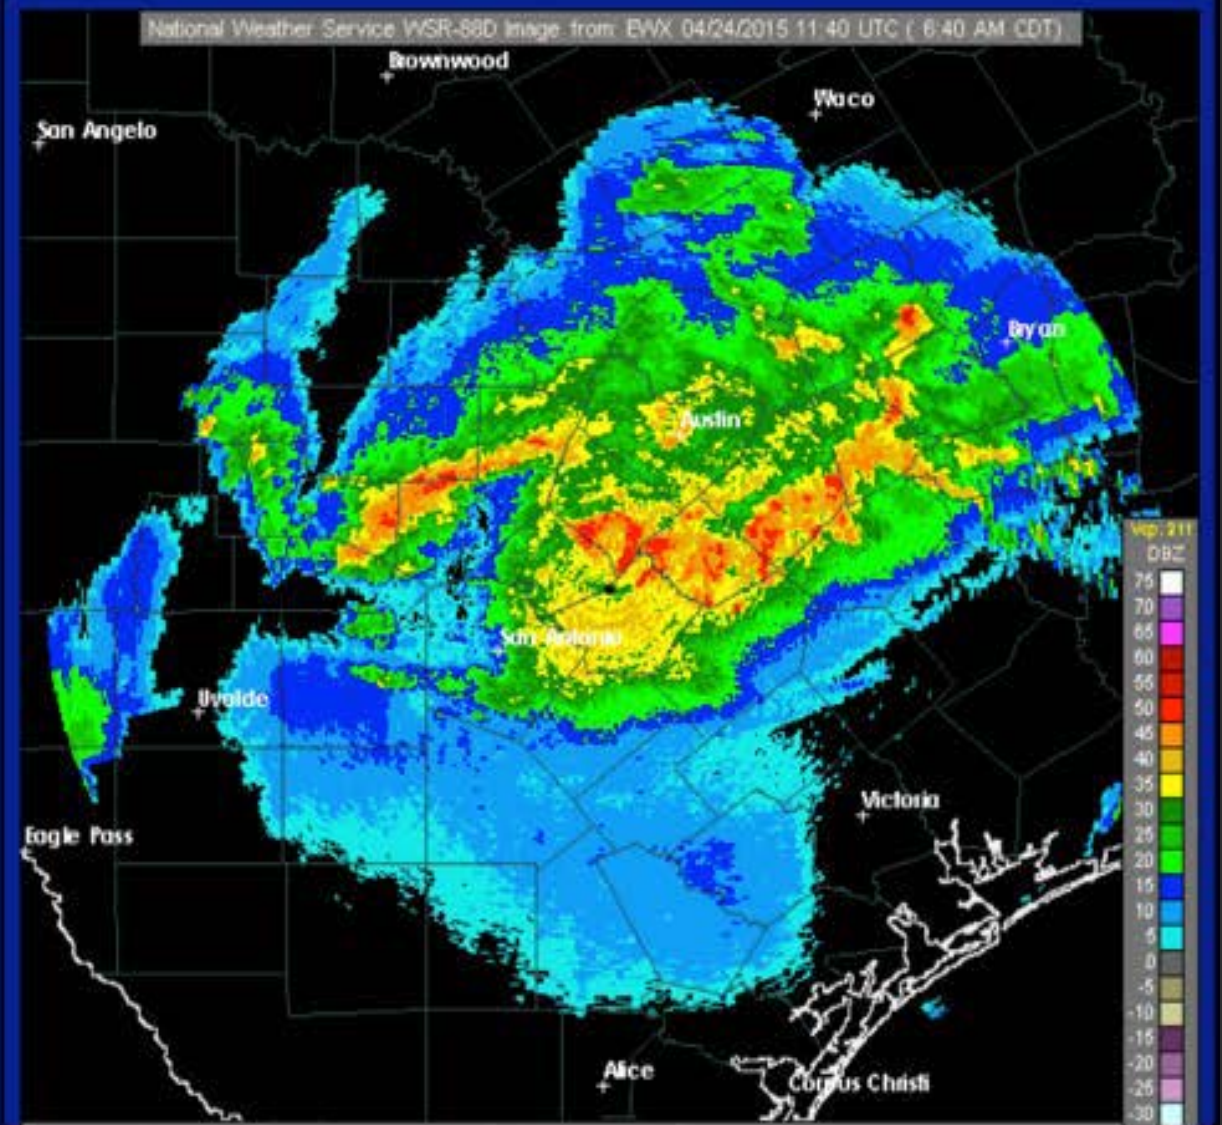 National Weather Service WSR-88D Image from: EWX 04/24/2015 11:40 UTC ( 6:40 AM CDT)
Brownwood
Waco
San Angelo
Bryan
Austin
San Antonio
Uvalde
Victoria
Eagle Pass
Alice
Corpus Christi
Vcp: 211
DBZ
75
70
65
60
55
50
45
40
35
30
25
20
15
10
5
0
-5
-10
-15
-20
-25
-30